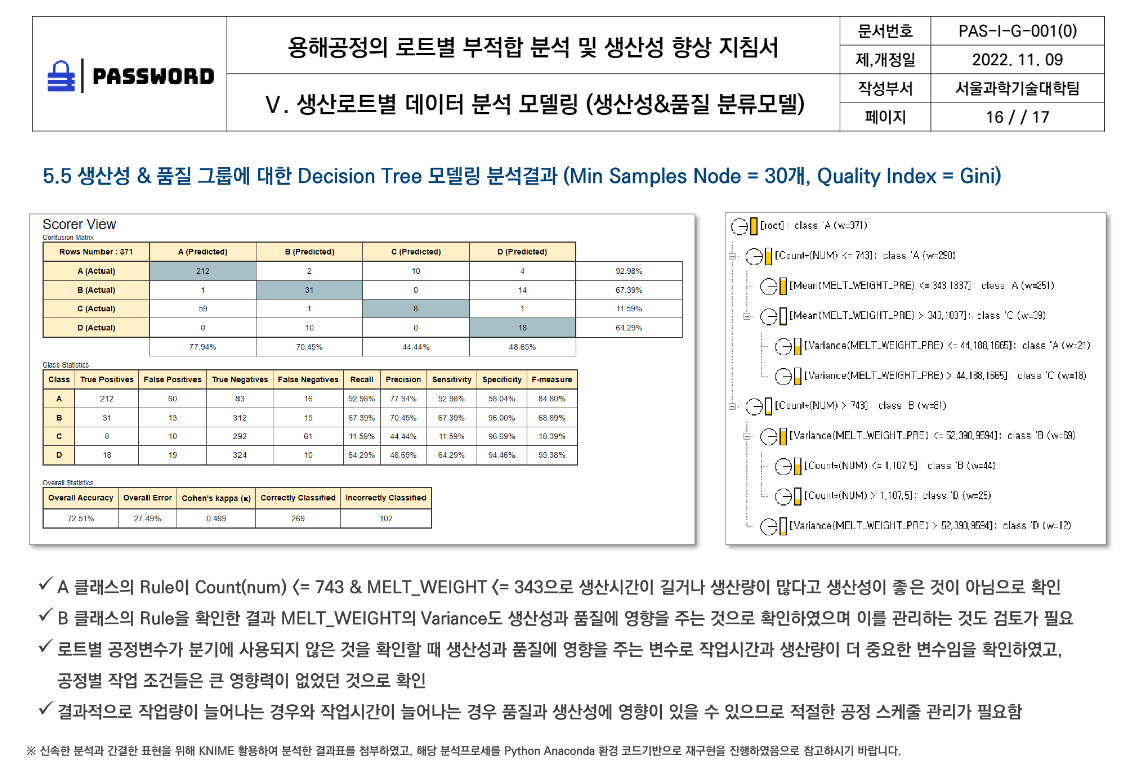 PASSWORD
용해공정의 로트별 부적합 분석 및 생산성 향상 지침서
Ⅴ. 생산로트별 데이터 분석 모델링 (생산성&품질 분류모델)
문서번호 PAS-I-G-001(0)
제,개정일 2022. 11. 09
작성부서 서울과학기술대학팀
페이지 16 / / 17
5.5 생산성 & 품질 그룹에 대한 Decision Tree 모델링 분석결과 (Min Samples Node = 30개, Quality Index = Gini)
Scorer View
Confusion Matrix
Rows Number : 371 A (Predicted) B (Predicted) C (Predicted) D (Predicted)
A (Actual) 212 2 10 4 92.98%
B (Actual) 1 31 0 14 67.39%
C (Actual) 59 1 8 1 11.59%
D (Actual) 0 10 0 18 64.29%
77.94% 70.45% 44.44% 48.65%
Class Statistics
Class True Positives False Positives True Negatives False Negatives Recall Precision Sensitivity Specificity F-measure
A 212 60 83 16 92.98% 77.94% 92.98% 58.04% 84.80%
B 31 13 312 15 67.39% 70.45% 67.39% 96.00% 68.89%
C 8 10 292 61 11.59% 44.44% 11.59% 96.69% 18.39%
D 18 19 324 10 64.29% 48.65% 64.29% 94.46% 55.38%
Overall Statistics
Overall Accuracy Overall Error Cohen's kappa (κ) Correctly Classified Incorrectly Classified
72.51% 27.49% 0.469 269 102
[root]: class 'A (w=371)
[Count*(NUM) <= 743]: class 'A (w=290)
[Mean(MELT_WEIGHT_PRE) <= 343,1837]: class 'A (w=251)
[Mean(MELT_WEIGHT_PRE) > 343,1837]: class 'C (w=39)
[Variance(MELT_WEIGHT_PRE) <= 44,188,1665]: class 'A (w=21)
[Variance(MELT_WEIGHT_PRE) > 44,188,1665]: class 'C (w=18)
[Count*(NUM) > 743]: class 'B (w=81)
[Variance(MELT_WEIGHT_PRE) <= 52,390,9594]: class 'B (w=69)
[Count*(NUM) <= 1,107,5]: class 'B (w=44)
[Count*(NUM) > 1,107,5]: class 'D (w=25)
[Variance(MELT_WEIGHT_PRE) > 52,390,9594]: class 'D (w=12)
✓ A 클래스의 Rule이 Count(num) <= 743 & MELT_WEIGHT <= 343으로 생산시간이 길거나 생산량이 많다고 생산성이 좋은 것이 아님으로 확인
✓ B 클래스의 Rule을 확인한 결과 MELT_WEIGHT의 Variance도 생산성과 품질에 영향을 주는 것으로 확인하였으며 이를 관리하는 것도 검토가 필요
✓ 로트별 공정변수가 분기에 사용되지 않은 것을 확인할 때 생산성과 품질에 영향을 주는 변수로 작업시간과 생산량이 더 중요한 변수임을 확인하였고,
공정별 작업 조건들은 큰 영향력이 없었던 것으로 확인
✓ 결과적으로 작업량이 늘어나는 경우와 작업시간이 늘어나는 경우 품질과 생산성에 영향이 있을 수 있으므로 적절한 공정 스케줄 관리가 필요함
※ 신속한 분석과 간결한 표현을 위해 KNIME 활용하여 분석한 결과표를 첨부하였고, 해당 분석프로세를 Python Anaconda 환경 코드기반으로 재구현을 진행하였음으로 참고하시기 바랍니다.